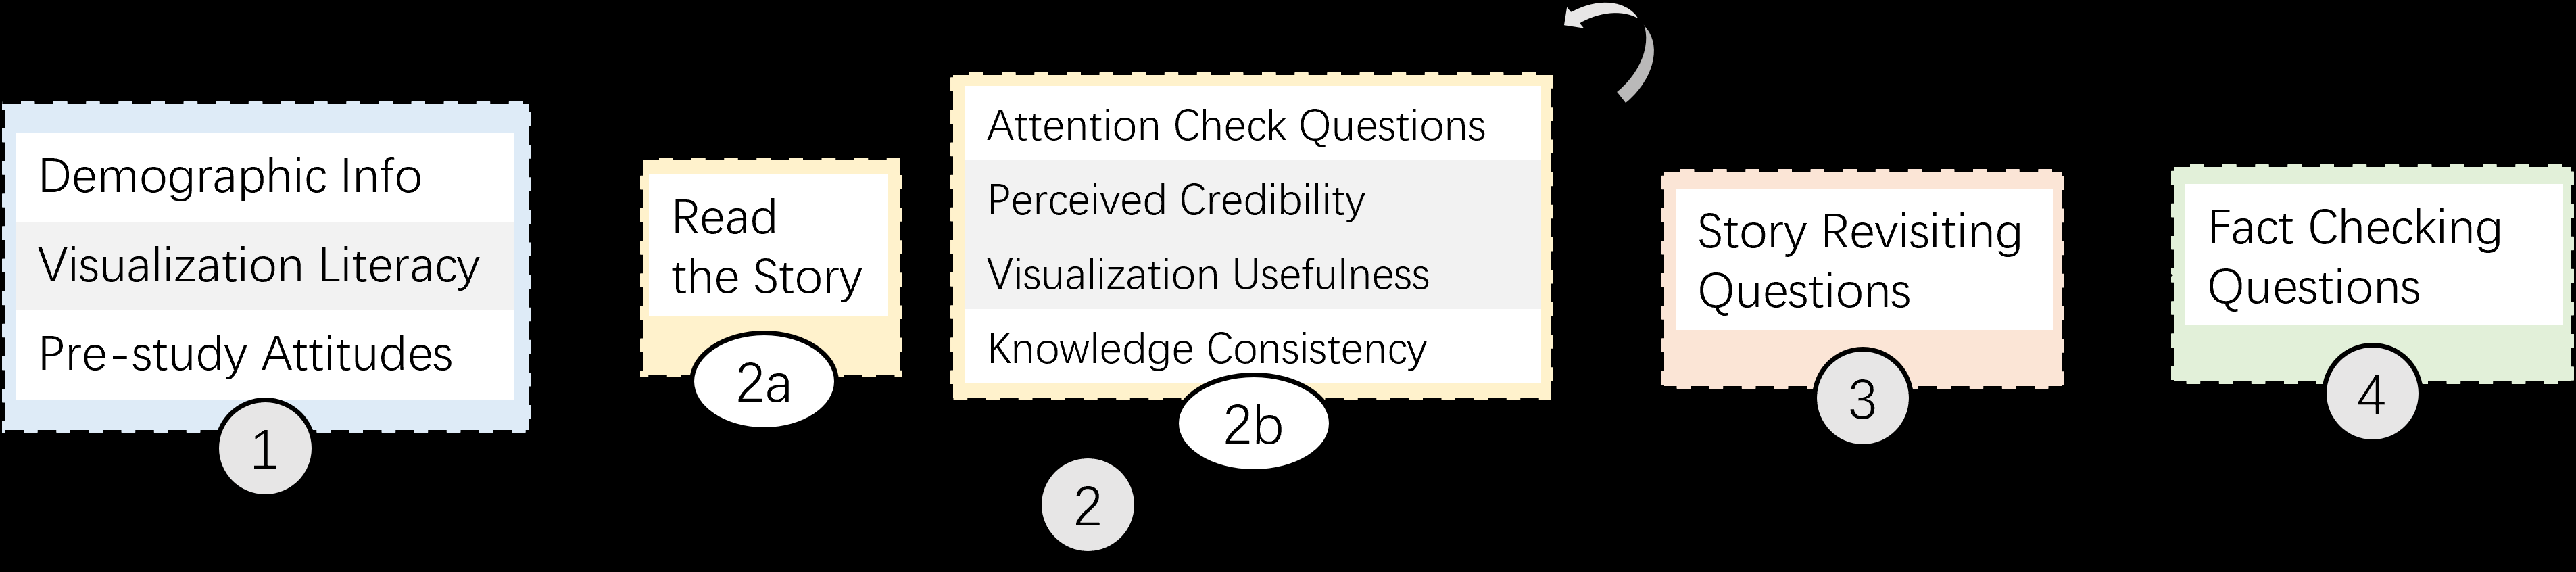 Demographic Info
Visualization Literacy
Pre-study Attitudes
1
Read
the Story
2a
Attention Check Questions
Perceived Credibility
Visualization Usefulness
Knowledge Consistency
2b
2
Story Revisiting
Questions
3
Fact Checking
Questions
4